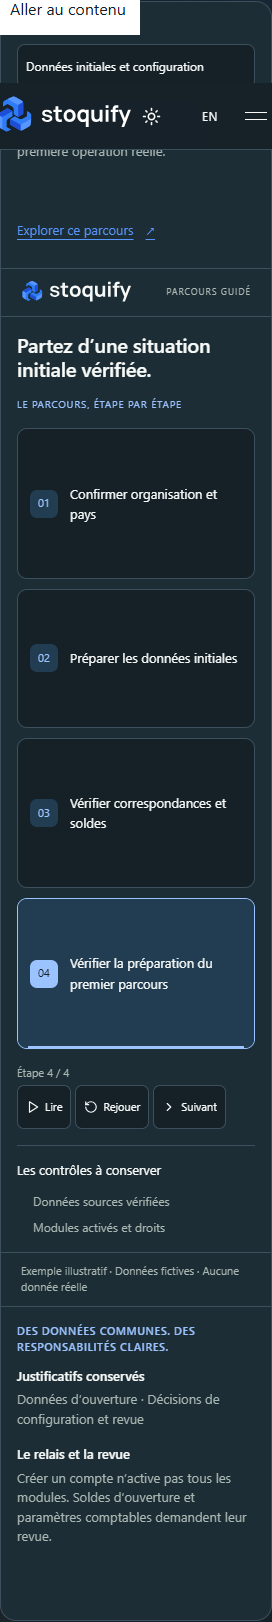 Aller au contenu
Données initiales et configuration
stoquify
EN
première opération réelle.
Explorer ce parcours ↗
stoquify
PARCOURS GUIDÉ
Partez d’une situation
initiale vérifiée.
LE PARCOURS, ÉTAPE PAR ÉTAPE
01
Confirmer organisation et
pays
02
Préparer les données initiales
03
Vérifier correspondances et
soldes
04
Vérifier la préparation du
premier parcours
Étape 4 / 4
Lire
Rejouer
Suivant
Les contrôles à conserver
Données sources vérifiées
Modules activés et droits
Exemple illustratif · Données fictives · Aucune
donnée réelle
DES DONNÉES COMMUNES. DES
RESPONSABILITÉS CLAIRES.
Justificatifs conservés
Données d’ouverture · Décisions de
configuration et revue
Le relais et la revue
Créer un compte n’active pas tous les
modules. Soldes d’ouverture et
paramètres comptables demandent leur
revue.